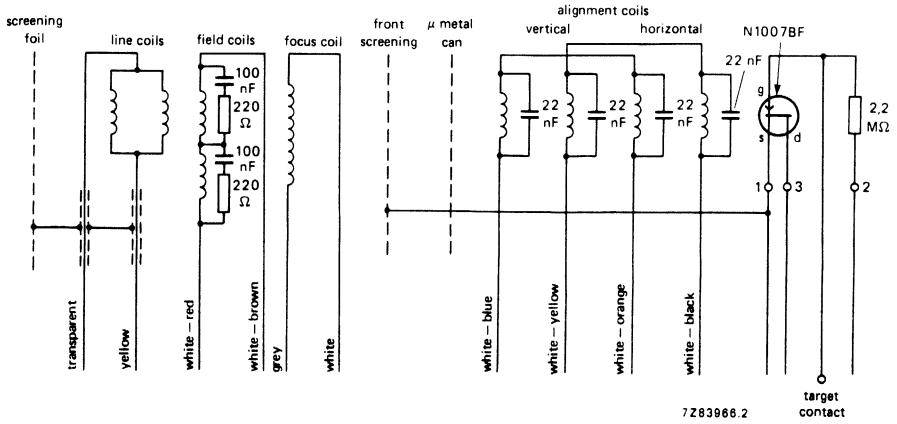 screening
foil
line coils
field coils
focus coil
front
screening
μ metal
can
alignment coils
vertical
horizontal
N1007BF
100
nF
220
Ω
100
nF
220
Ω
22
nF
22
nF
22
nF
22 nF
g
s
d
2,2
MΩ
1
3
2
transparent
yellow
white-red
white-brown
grey
white
white-blue
white-yellow
white-orange
white-black
target
contact
7Z83966.2